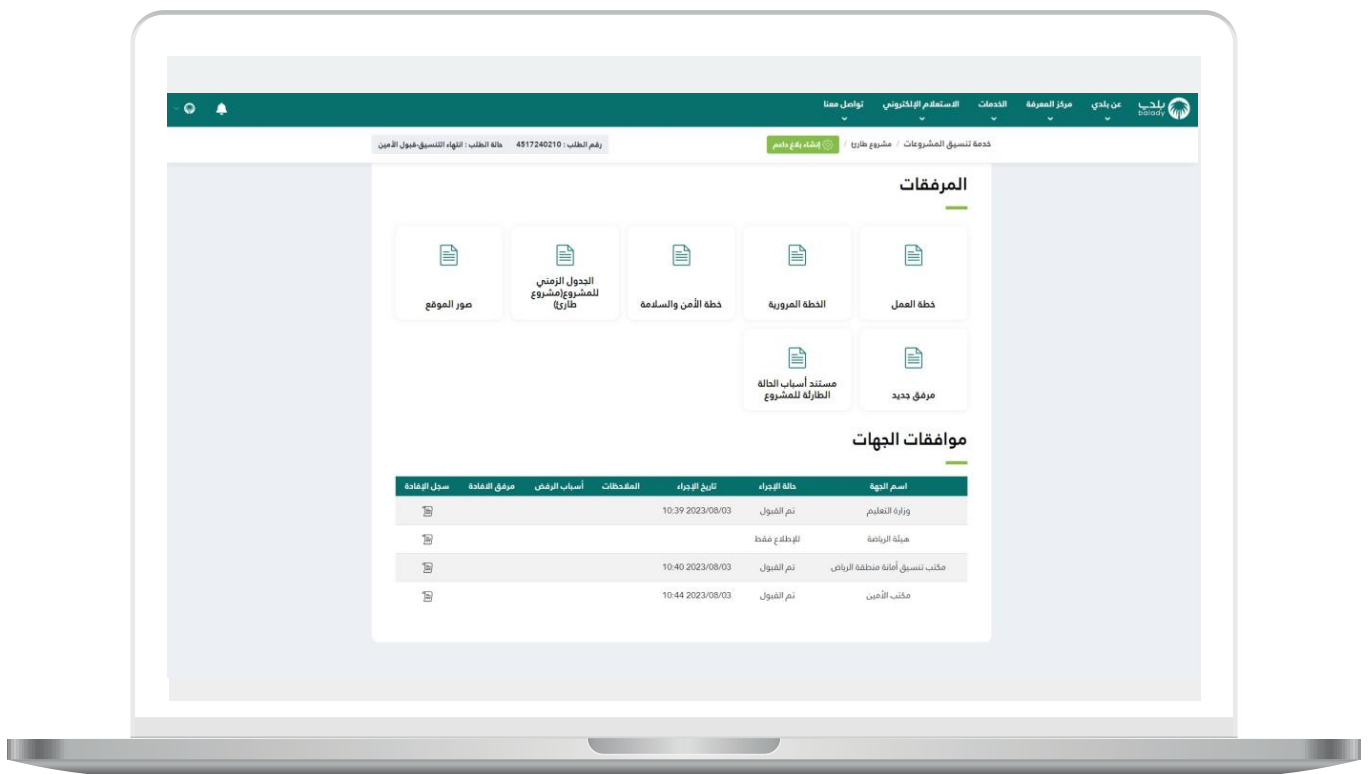 بلدي
balady
عن بلدي
مركز المعرفة
الخدمات
الاستعلام الإلكتروني
تواصل معنا
خدمة تنسيق المشروعات / مشروع طارئ /
إنشاء بلاغ داعم
رقم الطلب : 4517240210
حالة الطلب : انتهاء التنسيق-قبول الأمين
المرفقات
خطة العمل
الخطة المرورية
خطة الأمن والسلامة
الجدول الزمني
للمشروع(مشروع
طارئ)
صور الموقع
مرفق جديد
مستند أسباب الحالة
الطارئة للمشروع
موافقات الجهات
اسم الجهة حالة الإجراء تاريخ الإجراء الملاحظات أسباب الرفض مرفق الافادة سجل الإفادة
وزارة التعليم تم القبول 2023/08/03 10:39
هيئة الرياضة للإطلاع فقط
مكتب تنسيق أمانة منطقة الرياض تم القبول 2023/08/03 10:40
مكتب الأمين تم القبول 2023/08/03 10:44